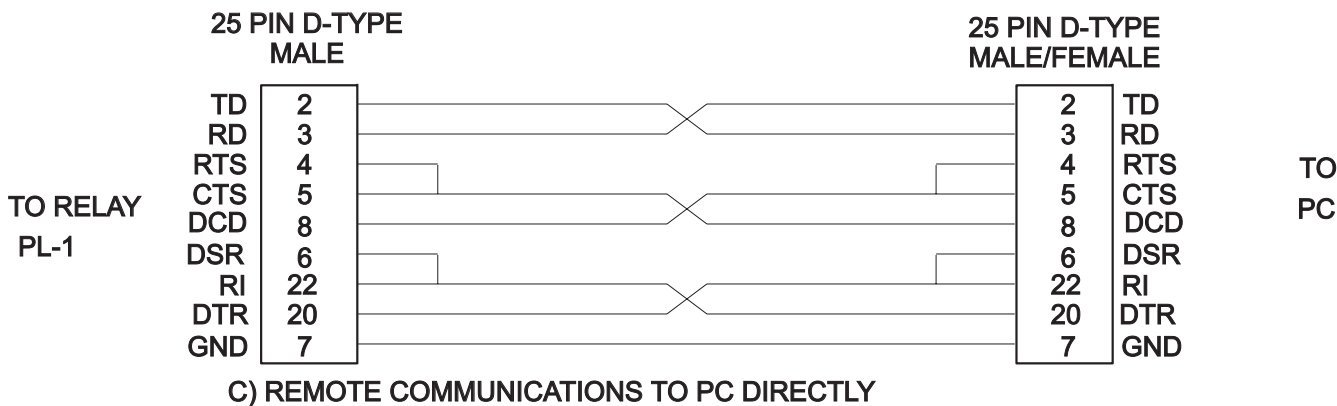 25 PIN D-TYPE
MALE
25 PIN D-TYPE
MALE/FEMALE
TO RELAY
PL-1
TD 2 2 TD
RD 3 3 RD
RTS 4 4 RTS
CTS 5 5 CTS
DCD 8 8 DCD
DSR 6 6 DSR
RI 22 22 RI
DTR 20 20 DTR
GND 7 7 GND
TO
PC
C) REMOTE COMMUNICATIONS TO PC DIRECTLY